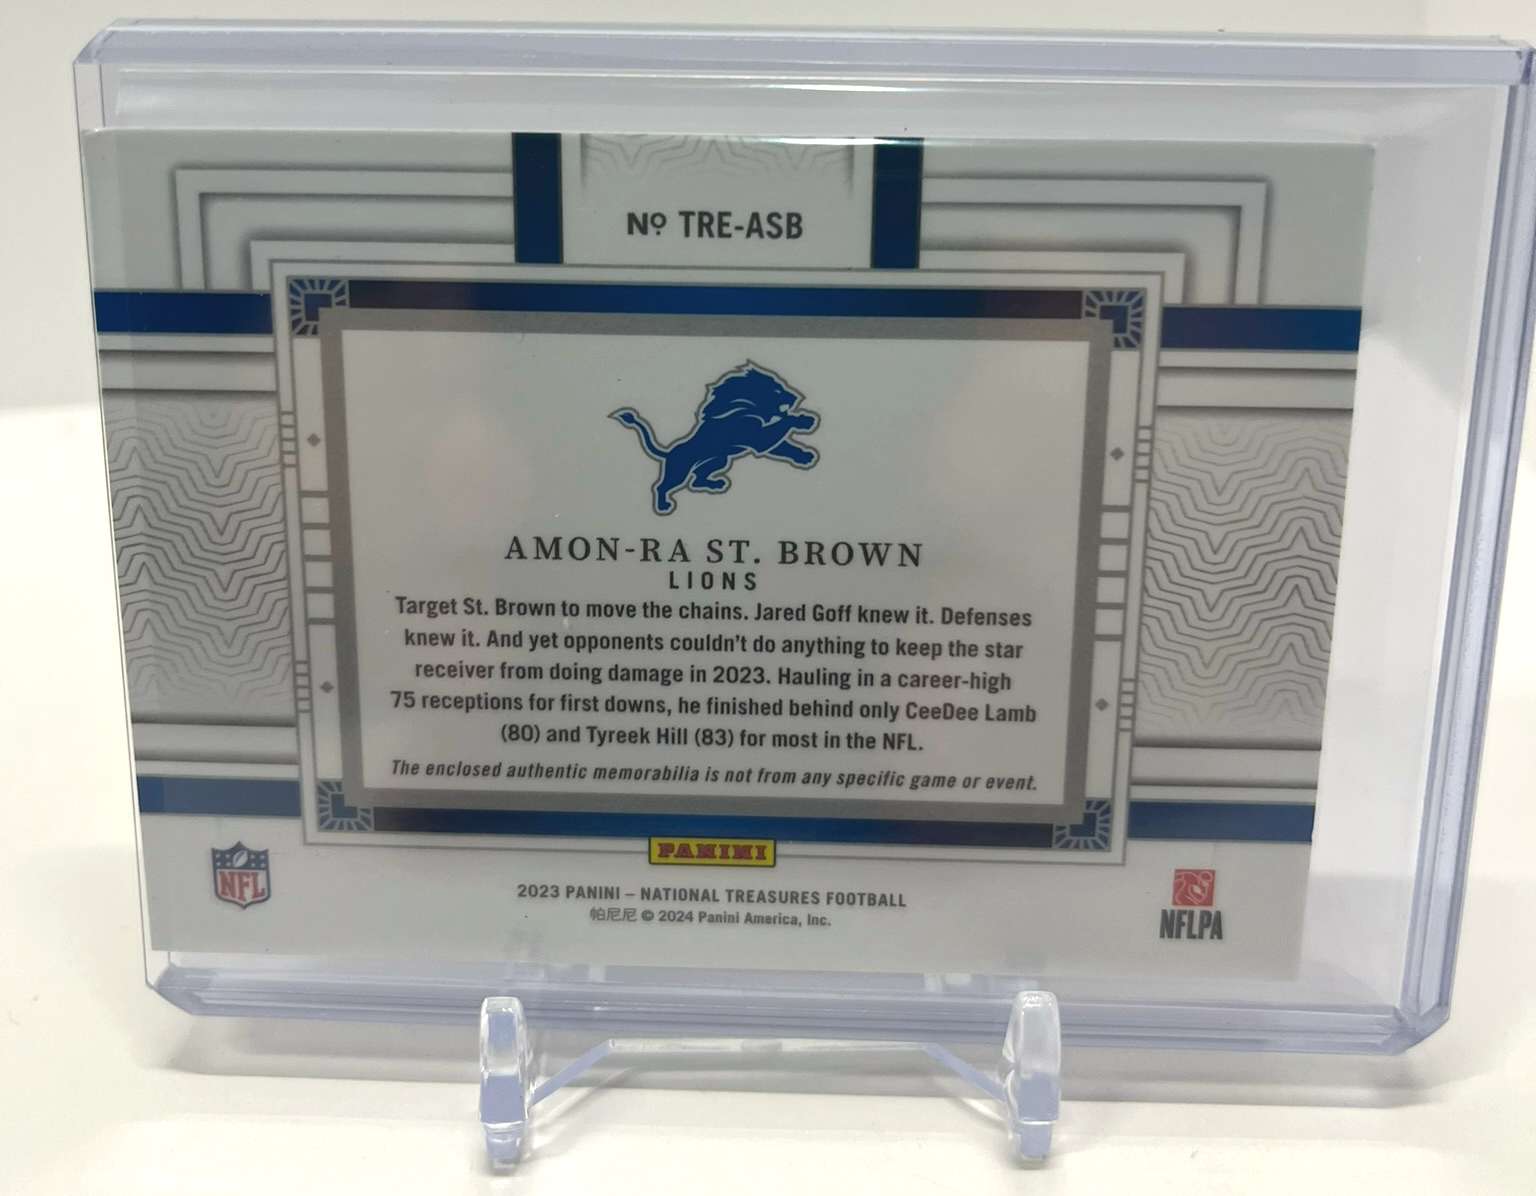 Nº TRE-ASB
AMON-RA ST. BROWN
LIONS
Target St. Brown to move the chains. Jared Goff knew it. Defenses
knew it. And yet opponents couldn't do anything to keep the star
receiver from doing damage in 2023. Hauling in a career-high
75 receptions for first downs, he finished behind only CeeDee Lamb
(80) and Tyreek Hill (83) for most in the NFL.
The enclosed authentic memorabilia is not from any specific game or event.
PANINI
NFL
2023 PANINI – NATIONAL TREASURES FOOTBALL
帕尼尼 © 2024 Panini America, Inc.
NFLPA